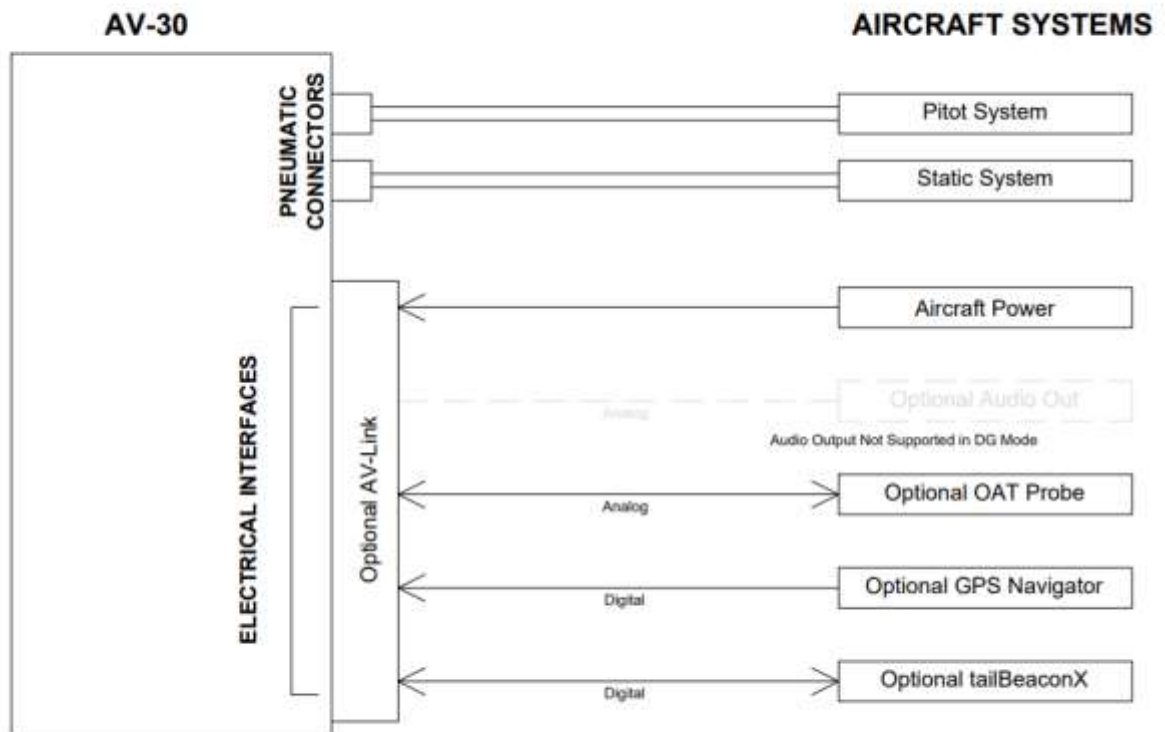 AV-30
AIRCRAFT SYSTEMS
PNEUMATIC
CONNECTORS
Pitot System
Static System
ELECTRICAL INTERFACES
Optional AV-Link
Aircraft Power
Analog
Optional Audio Out
Audio Output Not Supported in DG Mode
Analog
Optional OAT Probe
Digital
Optional GPS Navigator
Digital
Optional tailBeaconX